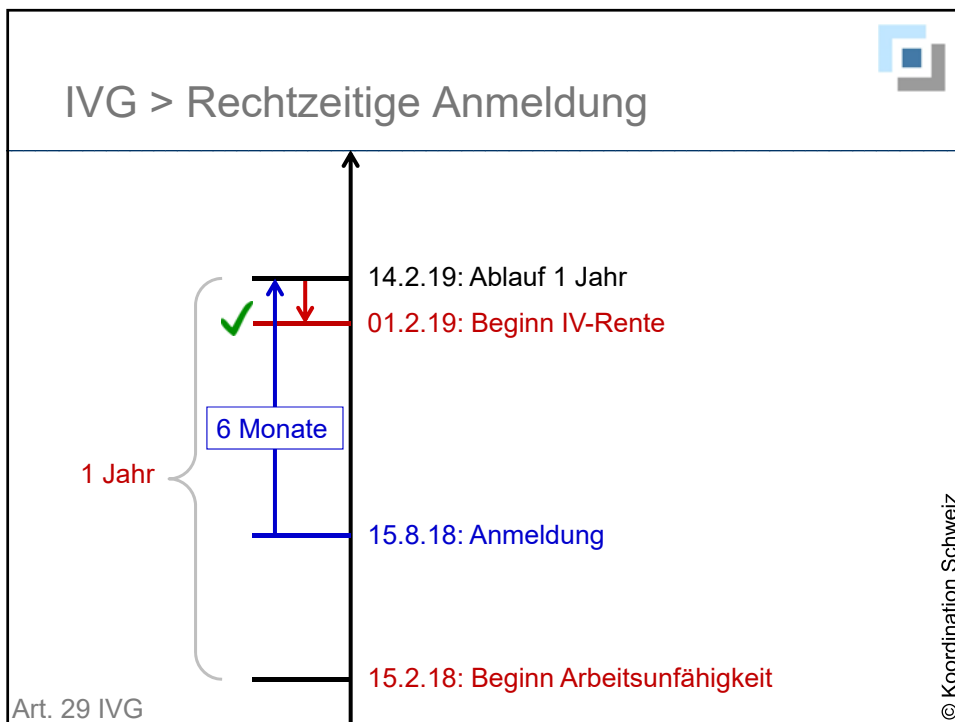 IVG > Rechtzeitige Anmeldung
14.2.19: Ablauf 1 Jahr
01.2.19: Beginn IV-Rente
6 Monate
1 Jahr
15.8.18: Anmeldung
15.2.18: Beginn Arbeitsunfähigkeit
Art. 29 IVG
© Koordination Schweiz